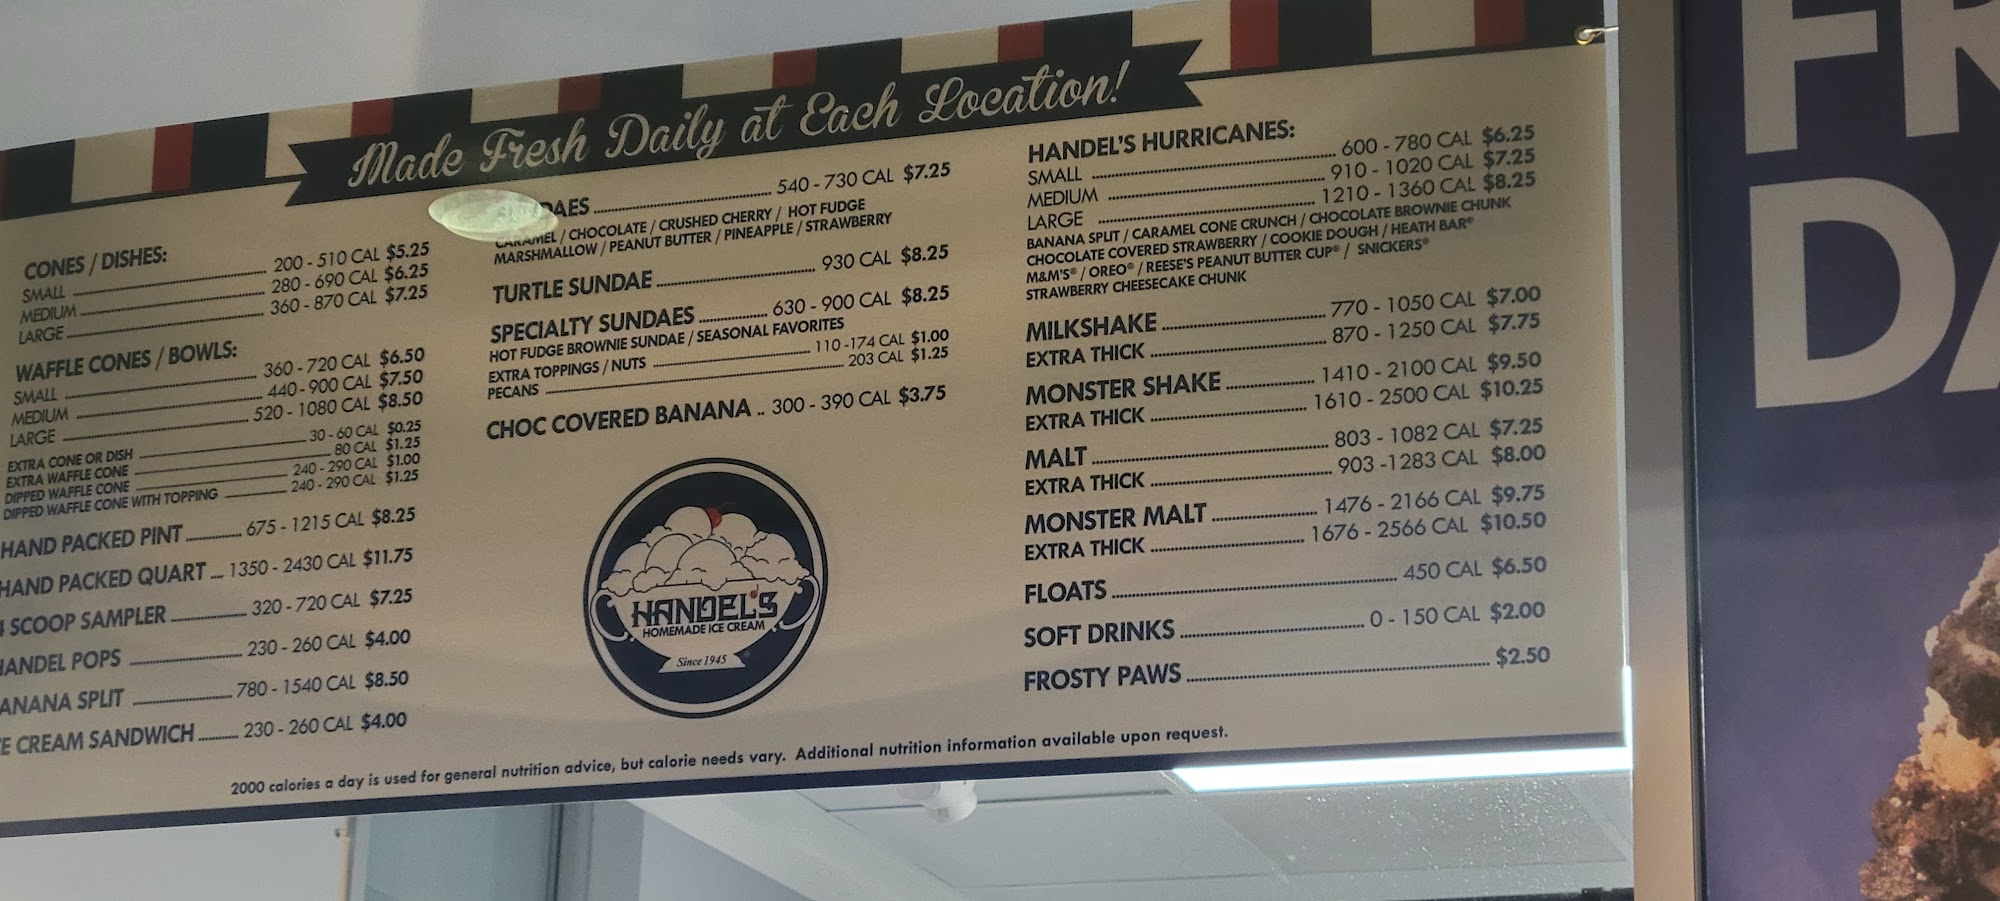 Made Fresh Daily at Each Location!
CONES / DISHES:
SMALL 200 - 510 CAL $5.25
MEDIUM 280 - 690 CAL $6.25
LARGE 360 - 870 CAL $7.25
WAFFLE CONES / BOWLS:
SMALL 360 - 720 CAL $6.50
MEDIUM 440 - 900 CAL $7.50
LARGE 520 - 1080 CAL $8.50
EXTRA CONE OR DISH 30 - 60 CAL $0.25
EXTRA WAFFLE CONE 80 CAL $1.25
DIPPED WAFFLE CONE 240 - 290 CAL $1.00
DIPPED WAFFLE CONE WITH TOPPING 240 - 290 CAL $1.25
HAND PACKED PINT 675 - 1215 CAL $8.25
HAND PACKED QUART 1350 - 2430 CAL $11.75
4 SCOOP SAMPLER 320 - 720 CAL $7.25
HANDEL POPS 230 - 260 CAL $4.00
ANANA SPLIT 780 - 1540 CAL $8.50
CE CREAM SANDWICH 230 - 260 CAL $4.00
DAES 540 - 730 CAL $7.25
CARAMEL / CHOCOLATE / CRUSHED CHERRY / HOT FUDGE
MARSHMALLOW / PEANUT BUTTER / PINEAPPLE / STRAWBERRY
TURTLE SUNDAE 930 CAL $8.25
SPECIALTY SUNDAES 630 - 900 CAL $8.25
HOT FUDGE BROWNIE SUNDAE / SEASONAL FAVORITES
EXTRA TOPPINGS / NUTS 110 -174 CAL $1.00
PECANS 203 CAL $1.25
CHOC COVERED BANANA .. 300 - 390 CAL $3.75
HANDEL'S
HOMEMADE ICE CREAM
Since 1945
HANDEL'S HURRICANES:
SMALL 600 - 780 CAL $6.25
MEDIUM 910 - 1020 CAL $7.25
LARGE 1210 - 1360 CAL $8.25
BANANA SPLIT / CARAMEL CONE CRUNCH / CHOCOLATE BROWNIE CHUNK
CHOCOLATE COVERED STRAWBERRY / COOKIE DOUGH / HEATH BAR®
M&M'S® / OREO® / REESE'S PEANUT BUTTER CUP® / SNICKERS®
STRAWBERRY CHEESECAKE CHUNK
MILKSHAKE 770 - 1050 CAL $7.00
EXTRA THICK 870 - 1250 CAL $7.75
MONSTER SHAKE 1410 - 2100 CAL $9.50
EXTRA THICK 1610 - 2500 CAL $10.25
MALT 803 - 1082 CAL $7.25
EXTRA THICK 903 -1283 CAL $8.00
MONSTER MALT 1476 - 2166 CAL $9.75
EXTRA THICK 1676 - 2566 CAL $10.50
FLOATS 450 CAL $6.50
SOFT DRINKS 0 - 150 CAL $2.00
FROSTY PAWS $2.50
2000 calories a day is used for general nutrition advice, but calorie needs vary. Additional nutrition information available upon request.
FR
DA